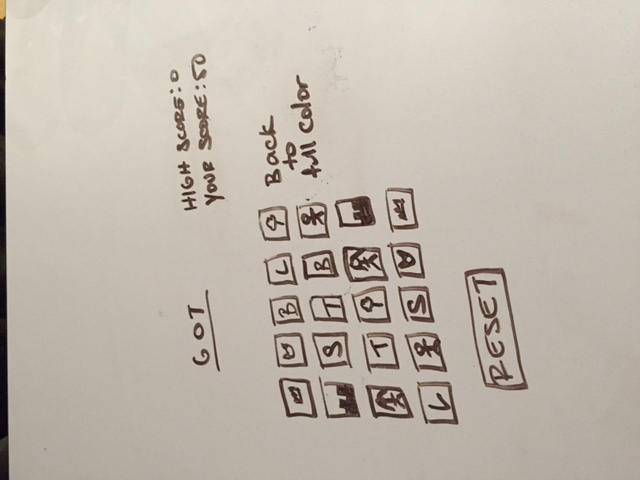 GOT
HIGH SCORE: 0
YOUR SCORE: 50
B L
S T B
T
L S
Back
to
full color
RESET